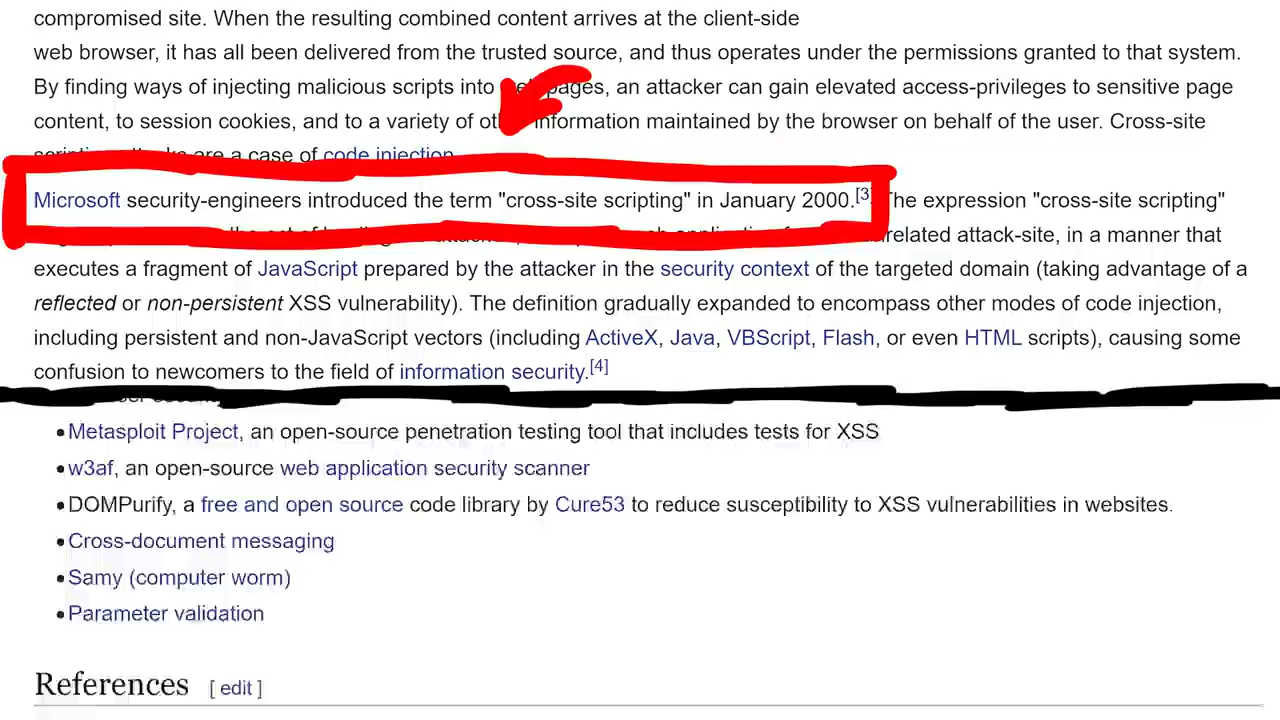 compromised site. When the resulting combined content arrives at the client-side
web browser, it has all been delivered from the trusted source, and thus operates under the permissions granted to that system.
By finding ways of injecting malicious scripts into pages, an attacker can gain elevated access-privileges to sensitive page
content, to session cookies, and to a variety of information maintained by the browser on behalf of the user. Cross-site
are a case of code injection
Microsoft security-engineers introduced the term "cross-site scripting" in January 2000.[3] The expression "cross-site scripting"
attack-site, in a manner that
executes a fragment of JavaScript prepared by the attacker in the security context of the targeted domain (taking advantage of a
reflected or non-persistent XSS vulnerability). The definition gradually expanded to encompass other modes of code injection,
including persistent and non-JavaScript vectors (including ActiveX, Java, VBScript, Flash, or even HTML scripts), causing some
confusion to newcomers to the field of information security.[4]
•Metasploit Project, an open-source penetration testing tool that includes tests for XSS
•w3af, an open-source web application security scanner
•DOMPurify, a free and open source code library by Cure53 to reduce susceptibility to XSS vulnerabilities in websites.
•Cross-document messaging
•Samy (computer worm)
•Parameter validation
References [ edit ]